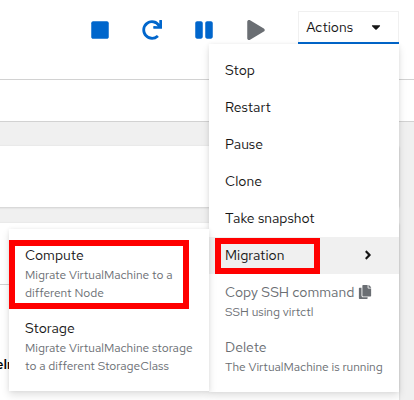 Actions
Stop
Restart
Pause
Clone
Take snapshot
Migration
Compute
Migrate VirtualMachine to a
different Node
Storage
Migrate VirtualMachine storage
to a different StorageClass
Copy SSH command
SSH using virtctl
Delete
The VirtualMachine is running